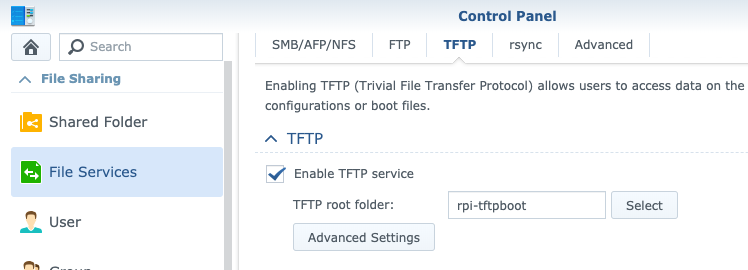 Control Panel
Search
File Sharing
Shared Folder
File Services
User
SMB/AFP/NFS
FTP
TFTP
rsync
Advanced
Enabling TFTP (Trivial File Transfer Protocol) allows users to access data on the
configurations or boot files.
TFTP
Enable TFTP service
TFTP root folder:
rpi-tftpboot
Select
Advanced Settings